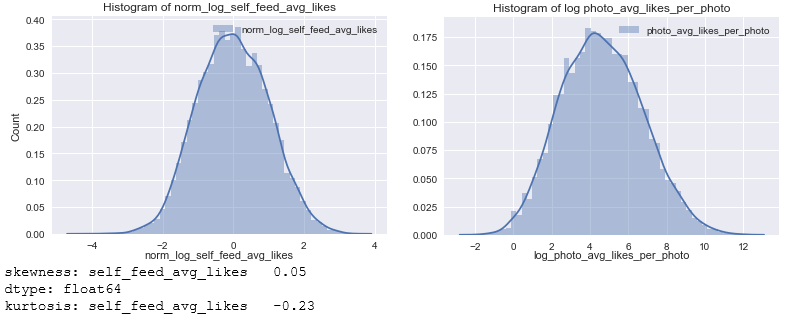 Histogram of norm_log_self_feed_avg_likes
0.40
0.35
0.30
0.25
0.20
0.15
0.10
0.05
0.00
Count
norm_log_self_feed_avg_likes
−4 −2 0 2 4
norm_log_self_feed_avg_likes
Histogram of log photo_avg_likes_per_photo
0.175
0.150
0.125
0.100
0.075
0.050
0.025
0.000
photo_avg_likes_per_photo
−2 0 2 4 6 8 10 12
log_photo_avg_likes_per_photo
skewness: self_feed_avg_likes 0.05
dtype: float64
kurtosis: self_feed_avg_likes -0.23